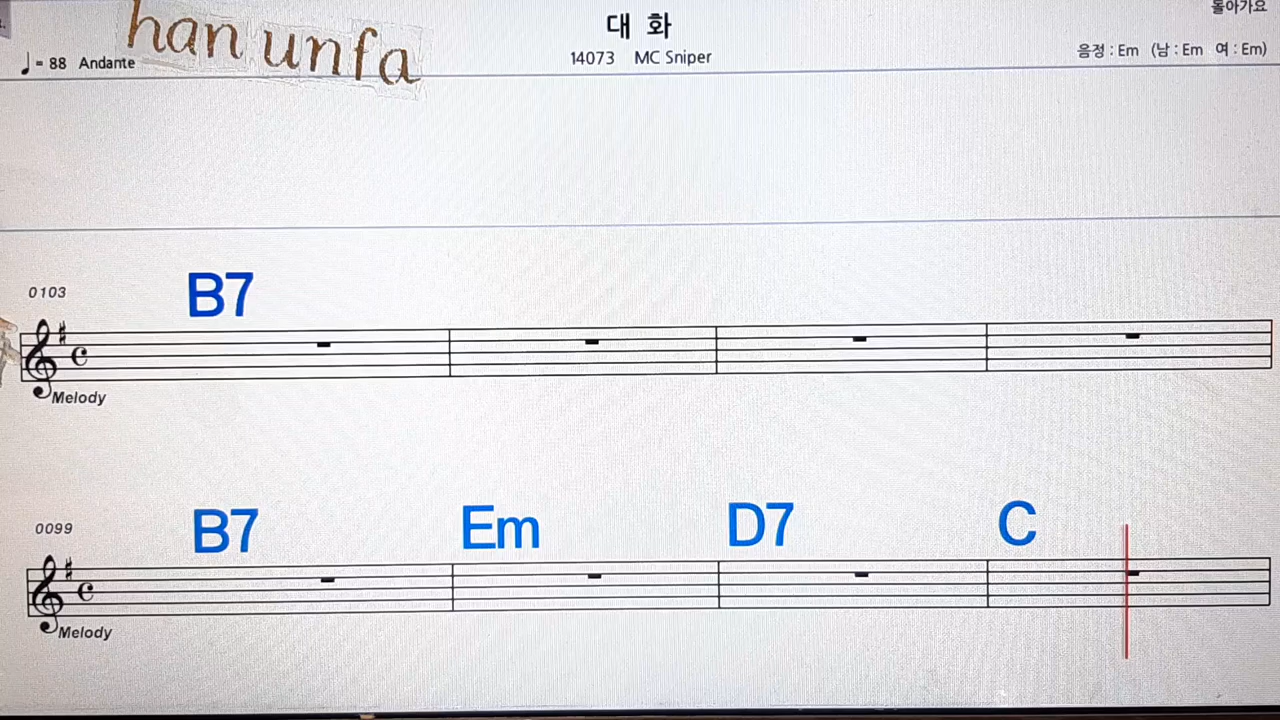 돌아가요
han unfa
대 화
♩= 88 Andante
14073 MC Sniper
음정 : Em (남 : Em 여 : Em)
0103
B7
Melody
0099
B7 Em D7 C
Melody